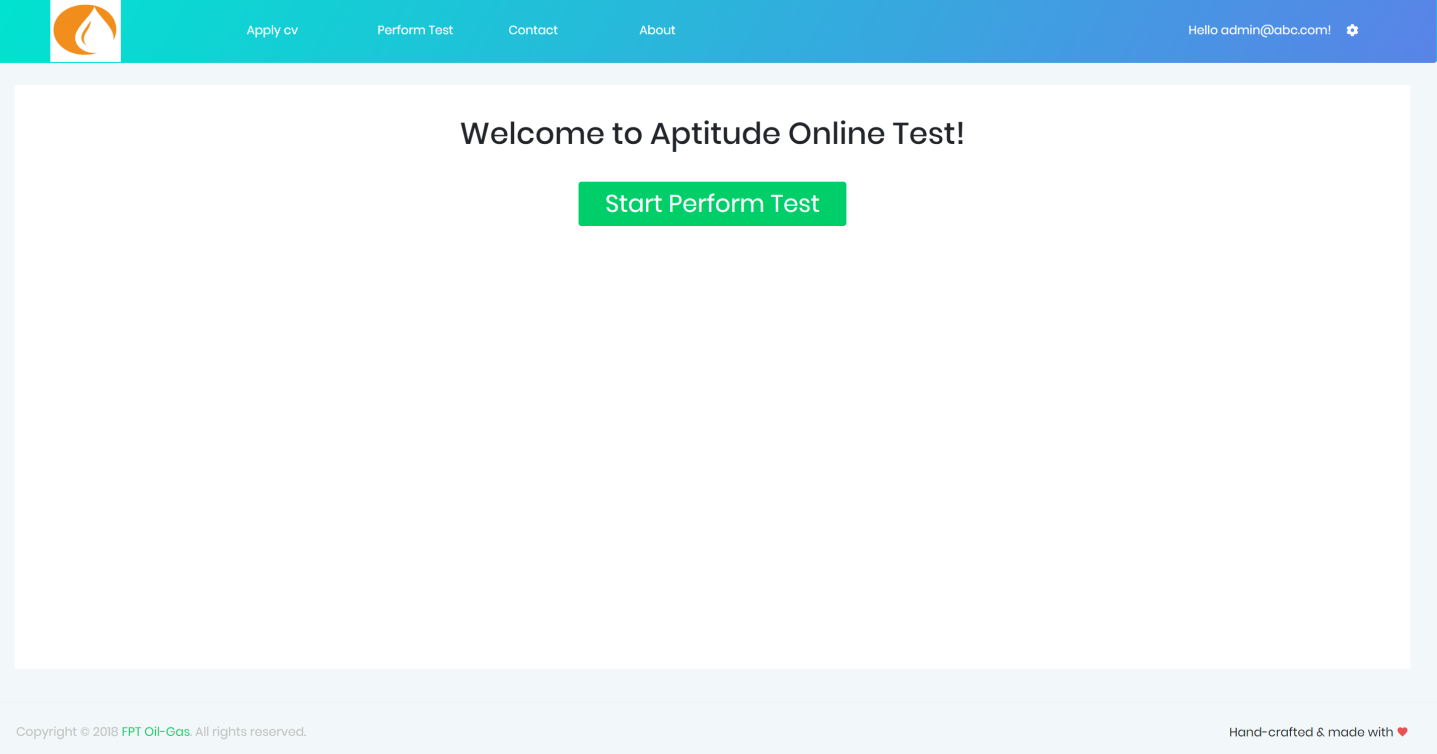 Apply cv Perform Test Contact About Hello admin@abc.com!
Welcome to Aptitude Online Test!
Start Perform Test
Copyright © 2018 FPT Oil-Gas. All rights reserved. Hand-crafted & made with